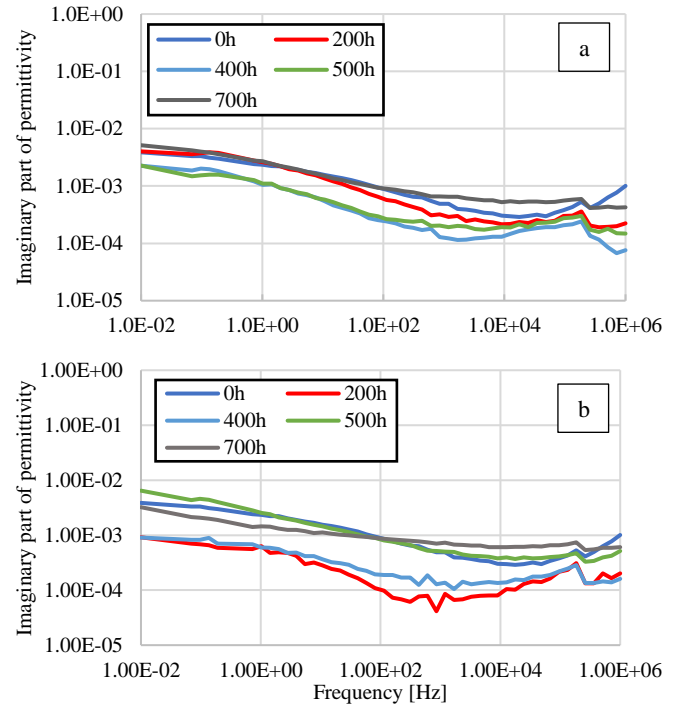 1.0E+00
1.0E-01
1.0E-02
1.0E-03
1.0E-04
1.0E-05
Imaginary part of permittivity
0h 200h
400h 500h
700h
a
1.0E-02 1.0E+00 1.0E+02 1.0E+04 1.0E+06
1.00E+00
1.00E-01
1.00E-02
1.00E-03
1.00E-04
1.00E-05
Imaginary part of permittivity
0h 200h
400h 500h
700h
b
1.00E-02 1.00E+00 1.00E+02 1.00E+04 1.00E+06
Frequency [Hz]